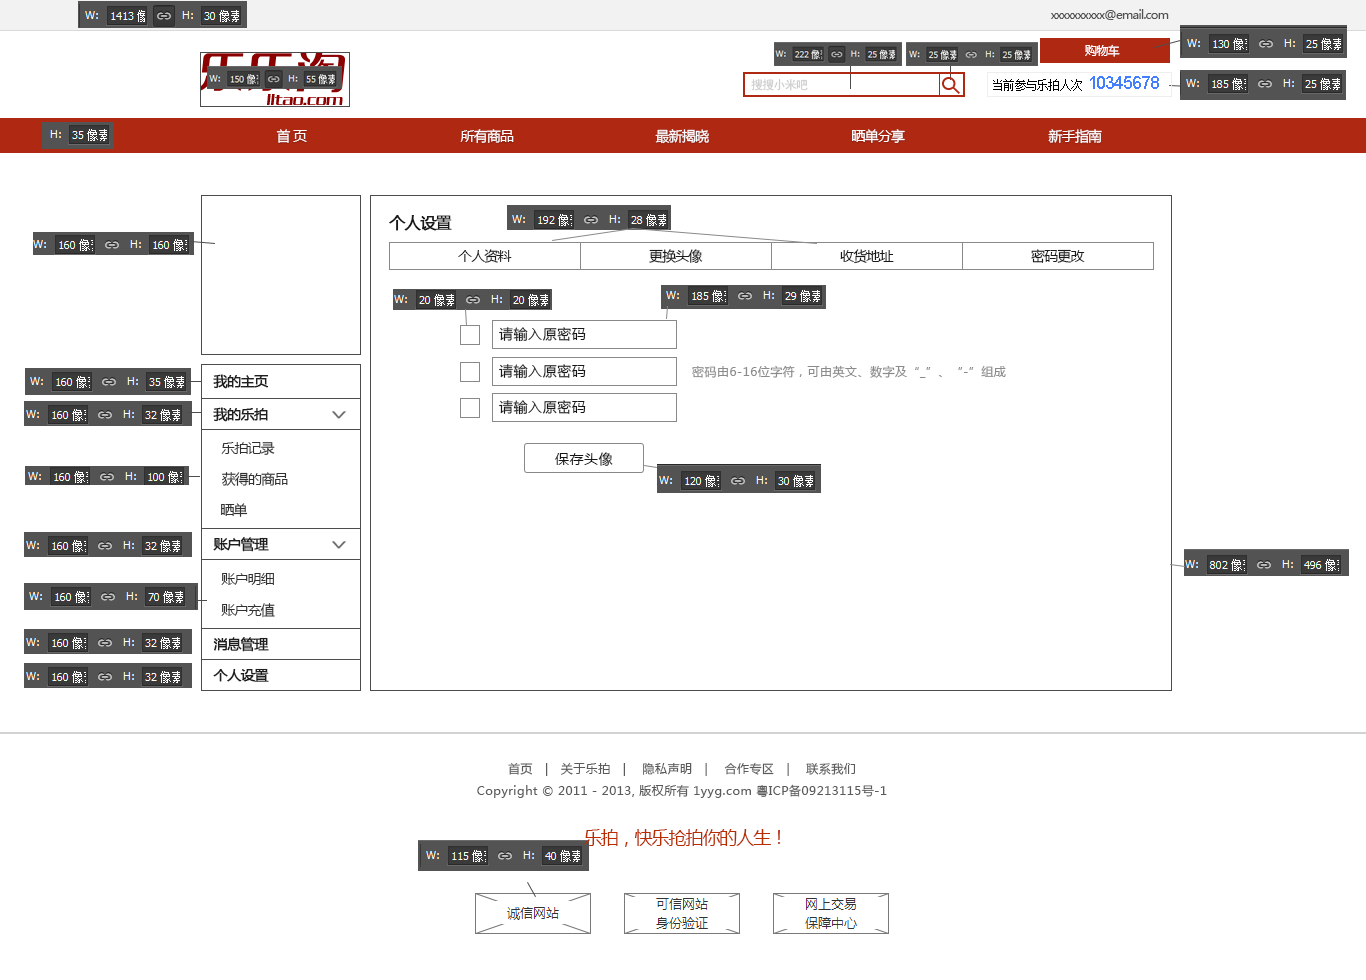 W: 1413 像 H: 30 像素
xxxxxxxxxx@email.com
乐乐淘
lltao.com
W: 150 像 H: 55 像素
W: 222 像 H: 25 像素
W: 25 像素 H: 25 像素
购物车
W: 130 像 H: 25 像素
搜搜小米吧
当前参与乐拍人次 10345678
W: 185 像 H: 25 像素
H: 35 像素
首 页 所有商品 最新揭晓 晒单分享 新手指南
W: 160 像 H: 160 像
个人设置
W: 192 像 H: 28 像素
个人资料 更换头像 收货地址 密码更改
W: 20 像素 H: 20 像素
W: 185 像 H: 29 像素
请输入原密码
请输入原密码 密码由6-16位字符，可由英文、数字及“_”、 “-”组成
请输入原密码
保存头像
W: 120 像 H: 30 像素
W: 160 像 H: 35 像素
我的主页
W: 160 像 H: 32 像素
我的乐拍
乐拍记录
W: 160 像 H: 100 像
获得的商品
晒单
W: 160 像 H: 32 像素
账户管理
账户明细
W: 160 像 H: 70 像素
账户充值
W: 160 像 H: 32 像素
消息管理
W: 160 像 H: 32 像素
个人设置
W: 802 像 H: 496 像
首页 | 关于乐拍 | 隐私声明 | 合作专区 | 联系我们
Copyright © 2011 - 2013, 版权所有 1yyg.com 粤ICP备09213115号-1
乐拍，快乐抢拍你的人生！
W: 115 像 H: 40 像素
诚信网站
可信网站
身份验证
网上交易
保障中心